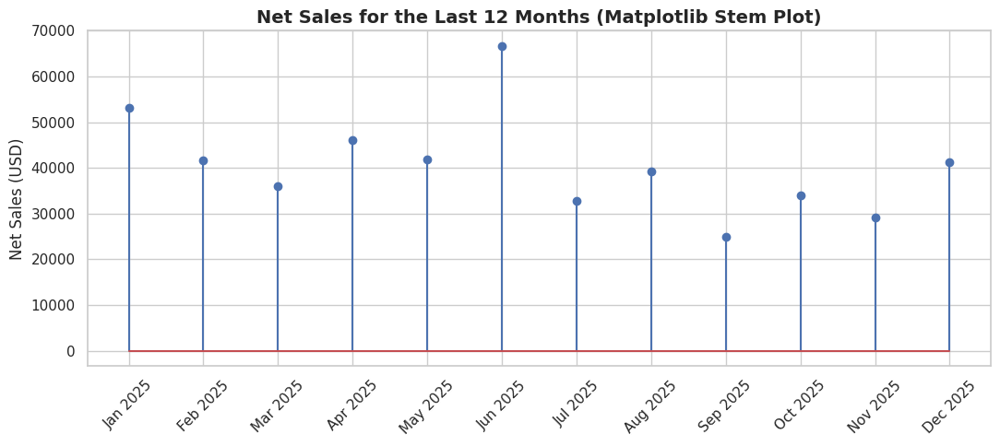 Net Sales for the Last 12 Months (Matplotlib Stem Plot)
Net Sales (USD)
70000
60000
50000
40000
30000
20000
10000
0
Jan 2025
Feb 2025
Mar 2025
Apr 2025
May 2025
Jun 2025
Jul 2025
Aug 2025
Sep 2025
Oct 2025
Nov 2025
Dec 2025